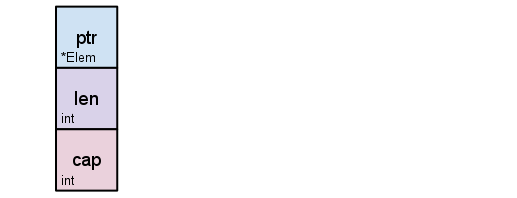 ptr
*Elem
len
int
cap
int